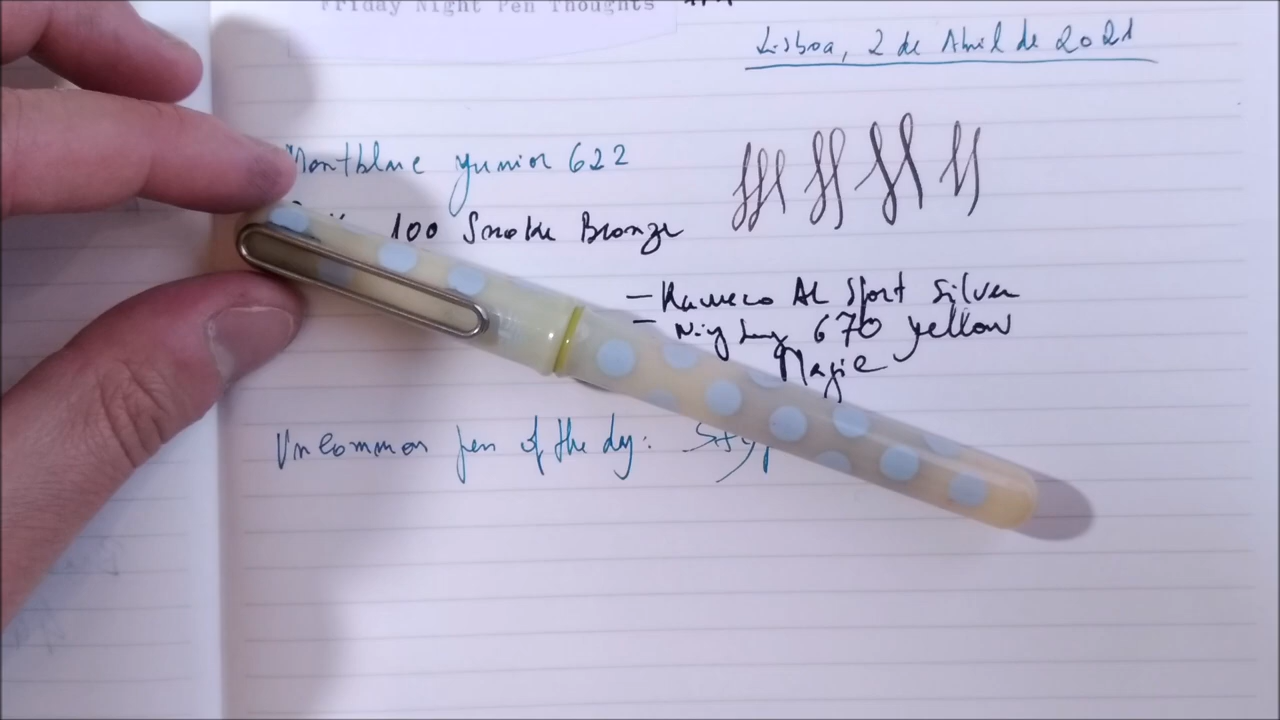 Friday Night Pen Thoughts
Lisboa, 2 de Abril de 2021
Montblanc junior 622
100 Smoke Bronze
- Kaweco AL Sport Silver
- 670 yellow
Magic
Uncommon pen of the day: